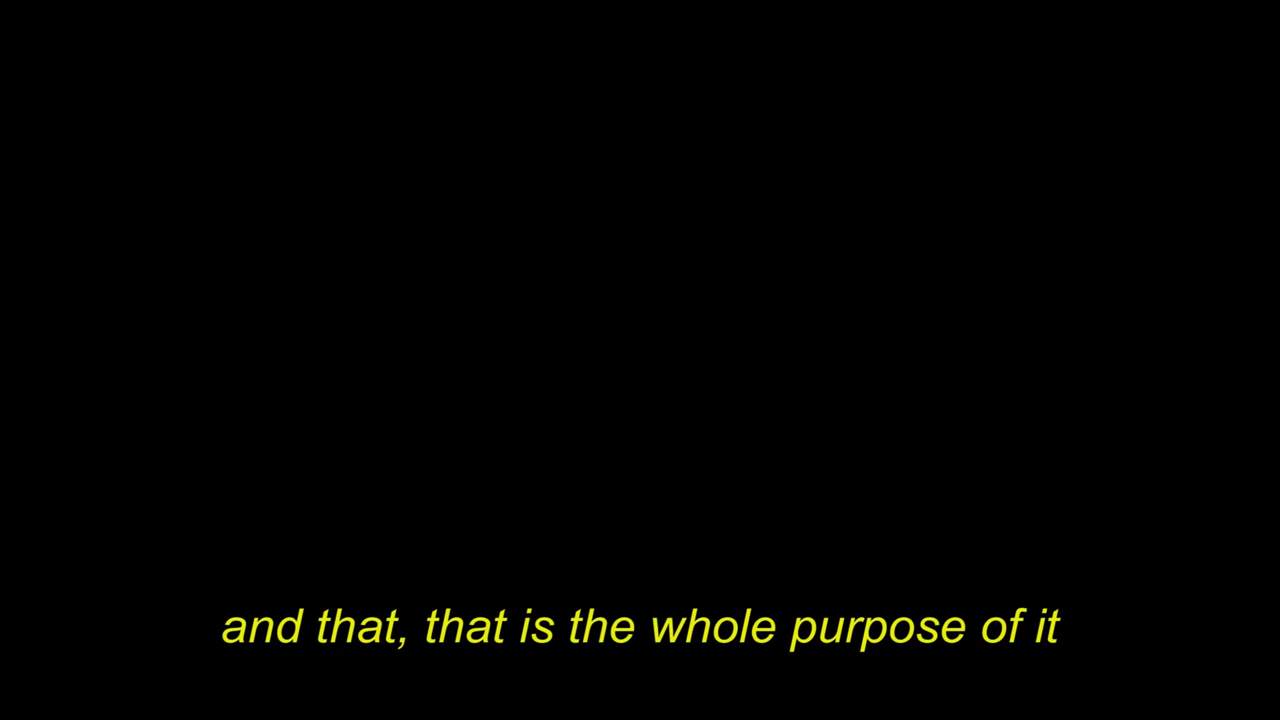 and that, that is the whole purpose of it